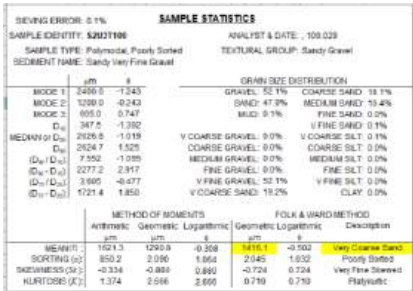 SIEVING ERROR: 0.1% SAMPLE STATISTICS
SAMPLE IDENTITY: S2U3T100 ANALYST & DATE: , 100.029
SAMPLE TYPE: Polymodal, Poorly Sorted TEXTURAL GROUP: Sandy Gravel
SEDIMENT NAME: Sandy Very Fine Gravel
µm ϕ GRAIN SIZE DISTRIBUTION
MODE 1: 2400.0 -1.243 GRAVEL: 52.1% COARSE SAND: 18.1%
MODE 2: 1200.0 -0.243 SAND: 47.9% MEDIUM SAND: 10.4%
MODE 3: 605.0 0.747 MUD: 0.1% FINE SAND: 0.0%
D10: 347.5 -1.392 V FINE SAND: 0.1%
MEDIAN or D50: 2026.8 -1.019 V COARSE GRAVEL: 0.0% V COARSE SILT: 0.0%
D90: 2624.7 1.525 COARSE GRAVEL: 0.0% COARSE SILT: 0.0%
(D90 / D10): 7.552 -1.095 MEDIUM GRAVEL: 0.0% MEDIUM SILT: 0.0%
(D90 - D10): 2277.2 2.917 FINE GRAVEL: 0.0% FINE SILT: 0.0%
(D75 / D25): 3.605 -0.477 V FINE GRAVEL: 52.1% V FINE SILT: 0.0%
(D75 - D25): 1721.4 1.850 V COARSE SAND: 19.2% CLAY: 0.0%
METHOD OF MOMENTS FOLK & WARD METHOD
Arithmetic Geometric Logarithmic Geometric Logarithmic Description
µm µm ϕ µm ϕ
MEAN : 1621.3 1290.8 -0.308 1416.1 -0.502 Very Coarse Sand
SORTING (σ): 850.2 2.090 1.064 2.045 1.032 Poorly Sorted
SKEWNESS (Sk): -0.334 -0.880 0.880 -0.724 0.724 Very Fine Skewed
KURTOSIS (K): 1.374 2.666 2.666 0.710 0.710 Platykurtic